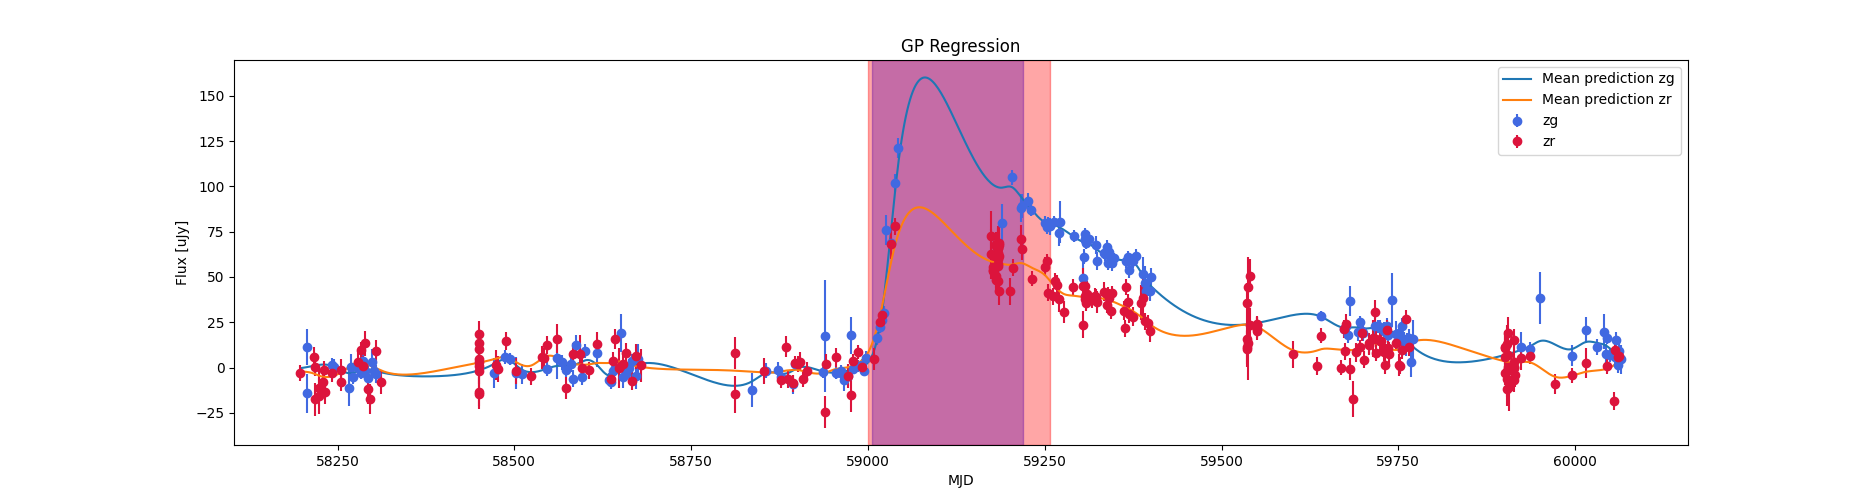 GP Regression
Flux [uJy]
150
125
100
75
50
25
0
−25
Mean prediction zg
Mean prediction zr
zg
zr
58250 58500 58750 59000 59250 59500 59750 60000
MJD